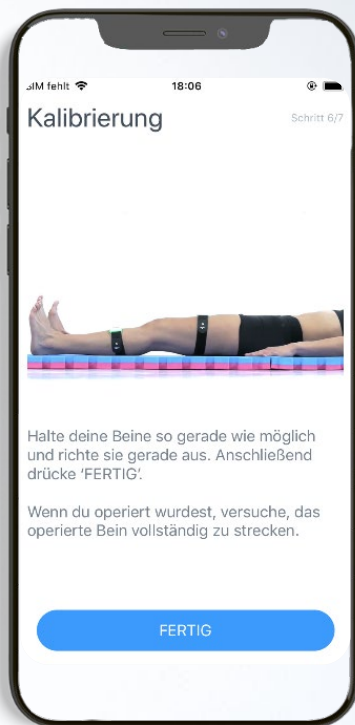 SIM fehlt 18:06
Kalibrierung Schritt 6/7
Halte deine Beine so gerade wie möglich
und richte sie gerade aus. Anschließend
drücke ‘FERTIG’.
Wenn du operiert wurdest, versuche, das
operierte Bein vollständig zu strecken.
FERTIG